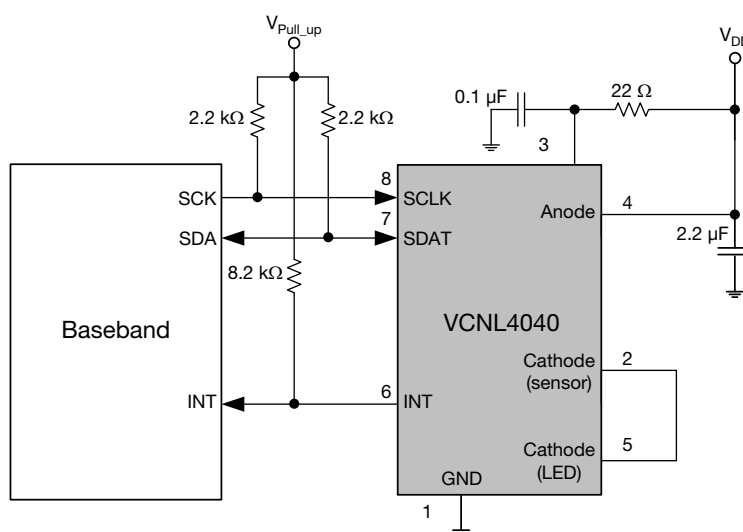 VPull_up
VDD
0.1 µF
22 Ω
2.2 kΩ
2.2 kΩ
3
8
SCK
SCLK
7
Anode
4
SDA
SDAT
2.2 µF
8.2 kΩ
Baseband
VCNL4040
Cathode
(sensor)
2
6
INT
INT
Cathode
(LED)
5
GND
1